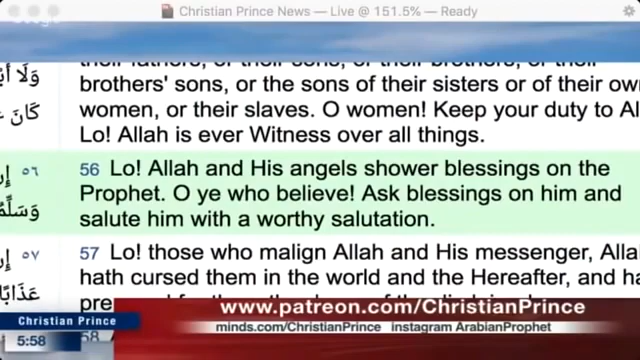 Christian Prince News — Live @ 151.5% — Ready
their fathers, or their sons, or their brothers, or their
وَلَا
brothers' sons, or the sons of their sisters or of their own
women, or their slaves. O women! Keep your duty to Al
كَانَ
Lo! Allah is ever Witness over all things.
٥٦
56 Lo! Allah and His angels shower blessings on the
Prophet. O ye who believe! Ask blessings on him and
salute him with a worthy salutation.
٥٧
57 Lo! those who malign Allah and His messenger, Alla
hath cursed them in the world and the Hereafter, and ha
www.patreon.com/ChristianPrince
minds.com/ChristianPrince instagram ArabianProphet
Christian Prince
5:58
58